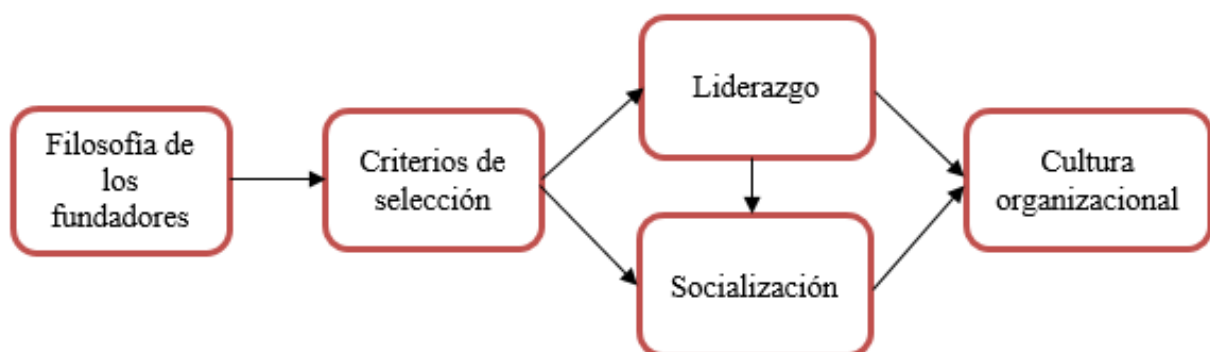 Filosofía de
los
fundadores
Criterios de
selección
Liderazgo
Socialización
Cultura
organizacional